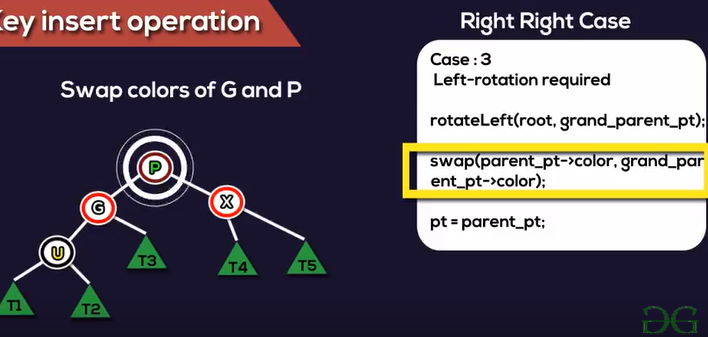 Key insert operation
Right Right Case
Swap colors of G and P
Case : 3
Left-rotation required
rotateLeft(root, grand_parent_pt);
swap(parent_pt->color, grand_par
ent_pt->color);
pt = parent_pt;
P
G
X
U
T3
T4
T5
T1
T2